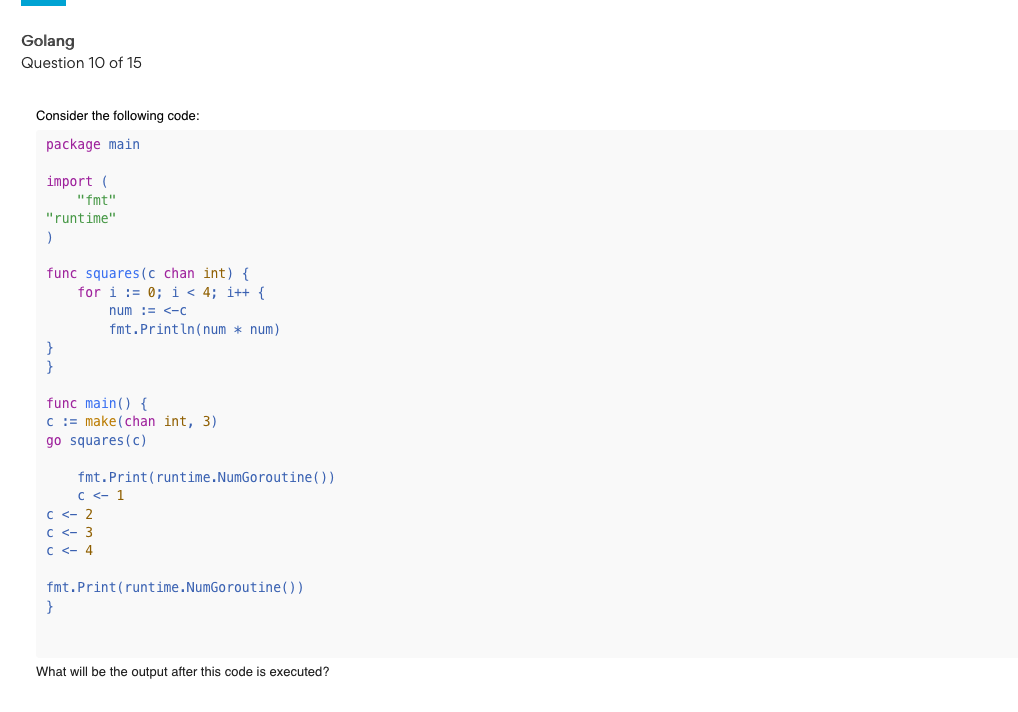 Golang
Question 10 of 15
Consider the following code:
package main
import (
"fmt"
"runtime"
)
func squares(c chan int) {
for i := 0; i < 4; i++ {
num := <-c
fmt.Println(num * num)
}
}
func main() {
c := make(chan int, 3)
go squares(c)
fmt.Print(runtime.NumGoroutine())
c <- 1
c <- 2
c <- 3
c <- 4
fmt.Print(runtime.NumGoroutine())
}
What will be the output after this code is executed?